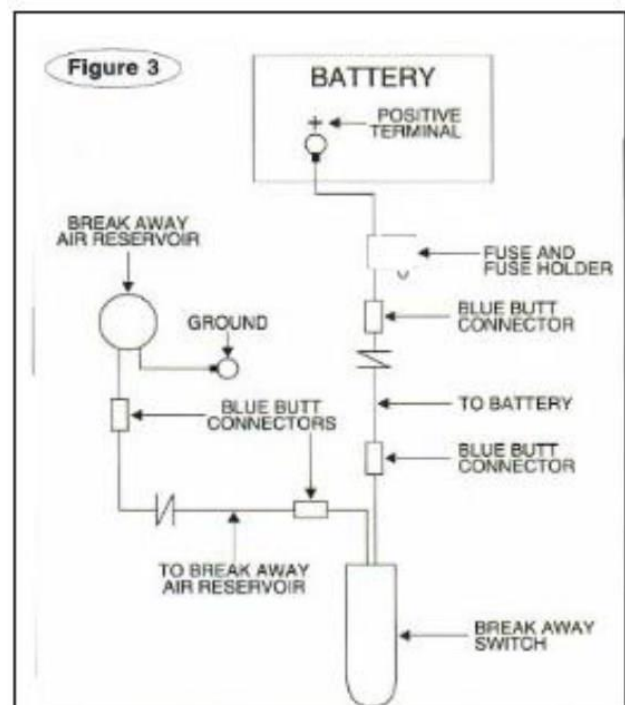 Figure 3
BATTERY
+
POSITIVE
TERMINAL
BREAK AWAY
AIR RESERVOIR
FUSE AND
FUSE HOLDER
GROUND
BLUE BUTT
CONNECTOR
BLUE BUTT
CONNECTORS
TO BATTERY
BLUE BUTT
CONNECTOR
TO BREAK AWAY
AIR RESERVOIR
BREAK AWAY
SWITCH